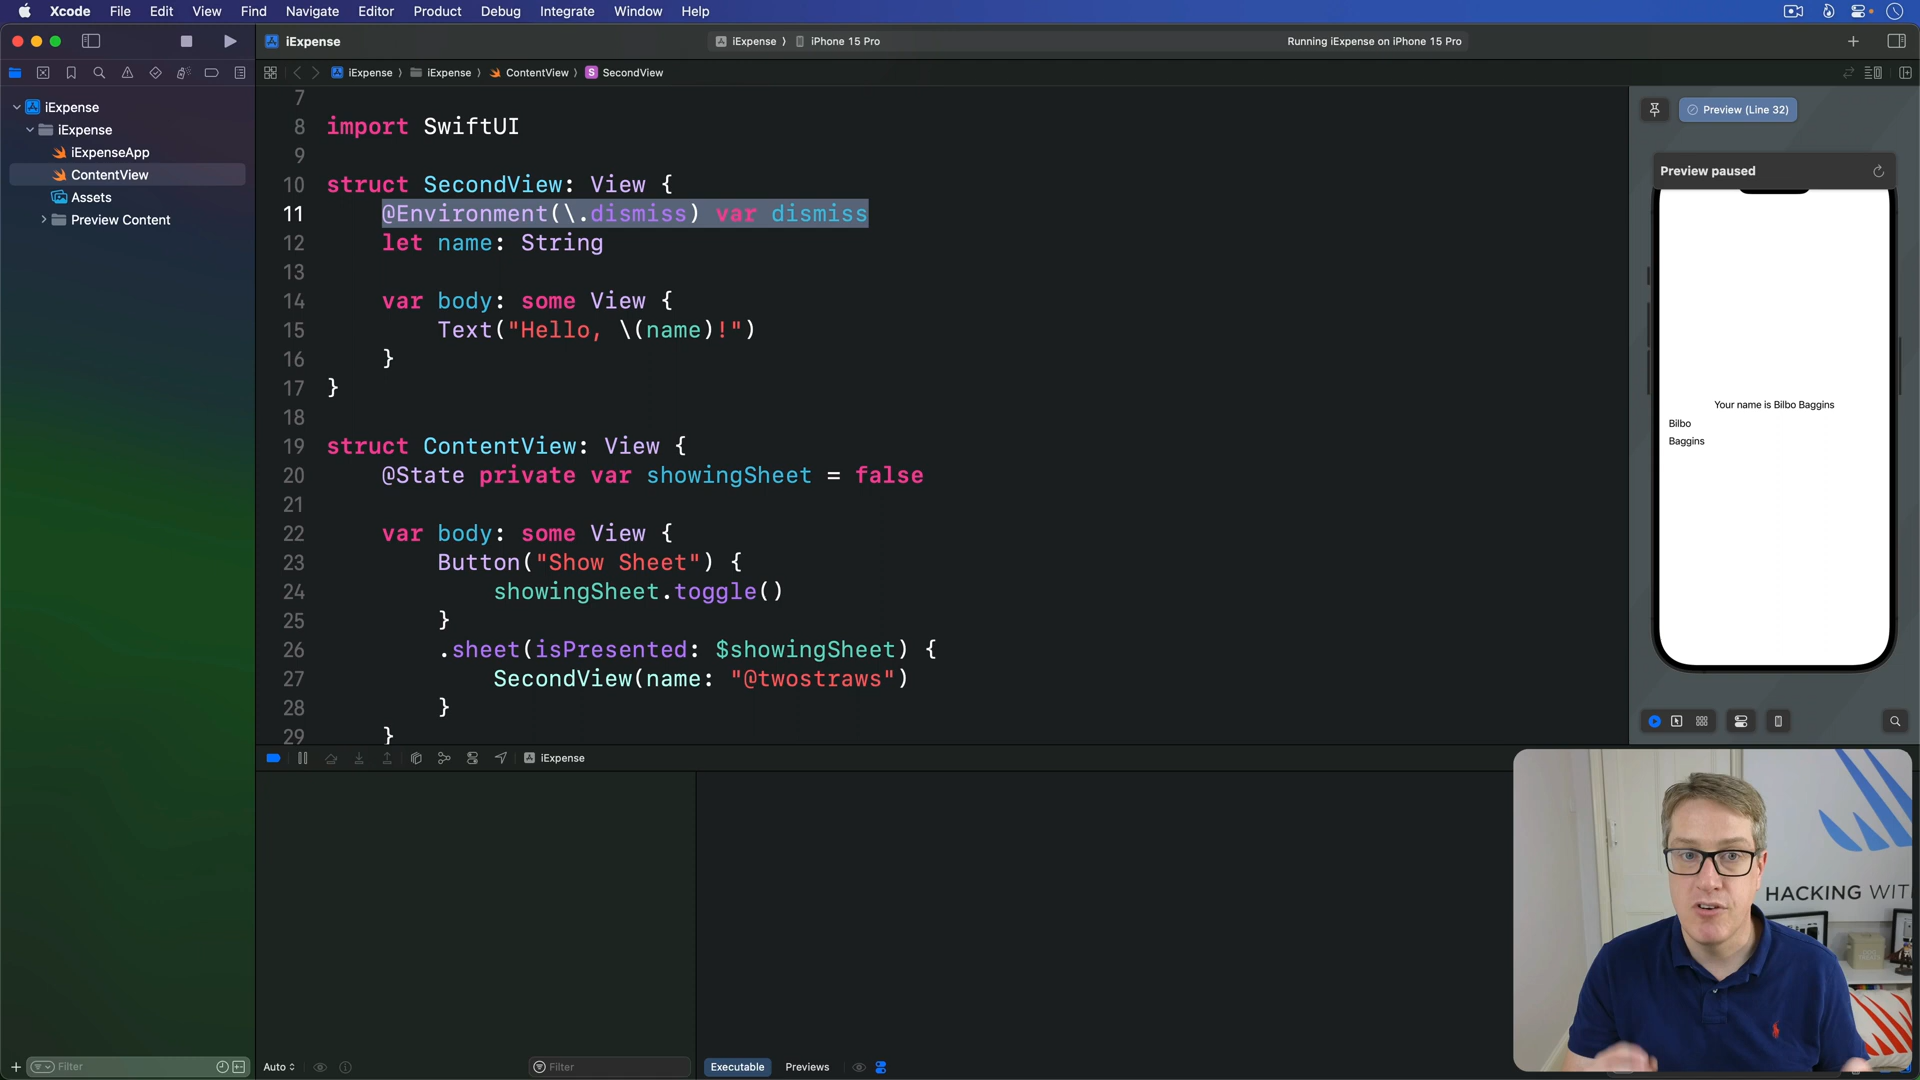 Xcode File Edit View Find Navigate Editor Product Debug Integrate Window Help
iExpense
iExpense 〉 iPhone 15 Pro
Running iExpense on iPhone 15 Pro
iExpense 〉 iExpense 〉 ContentView 〉 S SecondView
iExpense
iExpense
iExpenseApp
ContentView
Assets
Preview Content
7
8 import SwiftUI
9
10 struct SecondView: View {
11 @Environment(\.dismiss) var dismiss
12 let name: String
13
14 var body: some View {
15 Text("Hello, \(name)!")
16 }
17 }
18
19 struct ContentView: View {
20 @State private var showingSheet = false
21
22 var body: some View {
23 Button("Show Sheet") {
24 showingSheet.toggle()
25 }
26 .sheet(isPresented: $showingSheet) {
27 SecondView(name: "@twostraws")
28 }
29 }
Preview (Line 32)
Preview paused
Your name is Bilbo Baggins
Bilbo
Baggins
iExpense
HACKING WIT
Filter
Auto
Filter
Executable Previews